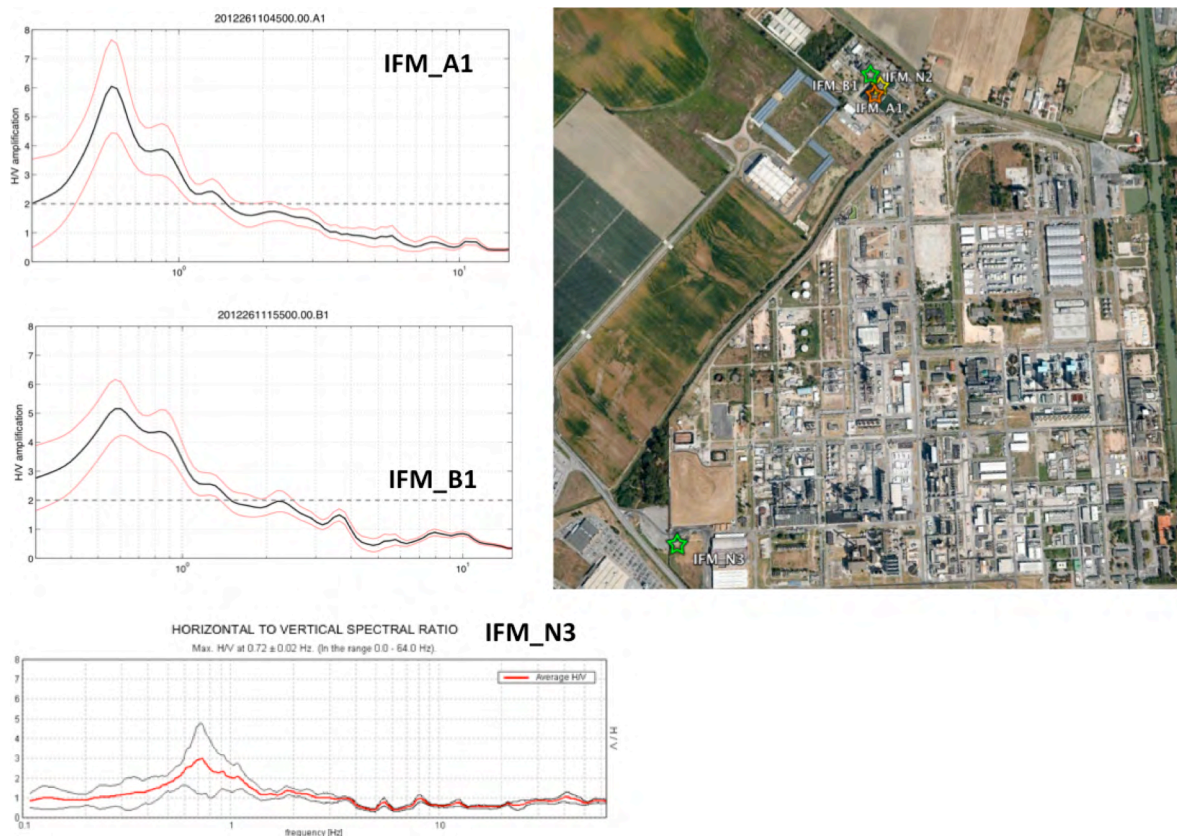 2012261104500.00.A1
IFM_A1
H/V amplification
8
7
6
5
4
3
2
1
0
10⁰
10¹
2012261115500.00.B1
IFM_B1
H/V amplification
8
7
6
5
4
3
2
1
0
10⁰
10¹
IFM_B1
IFM_N2
IFM_A1
IFM_N3
HORIZONTAL TO VERTICAL SPECTRAL RATIO
IFM_N3
Max. H/V at 0.72 ± 0.02 Hz. (In the range 0.0 - 64.0 Hz).
Average H/V
8
7
6
5
4
3
2
1
0
H / V
0.1
1
10
frequency [Hz]